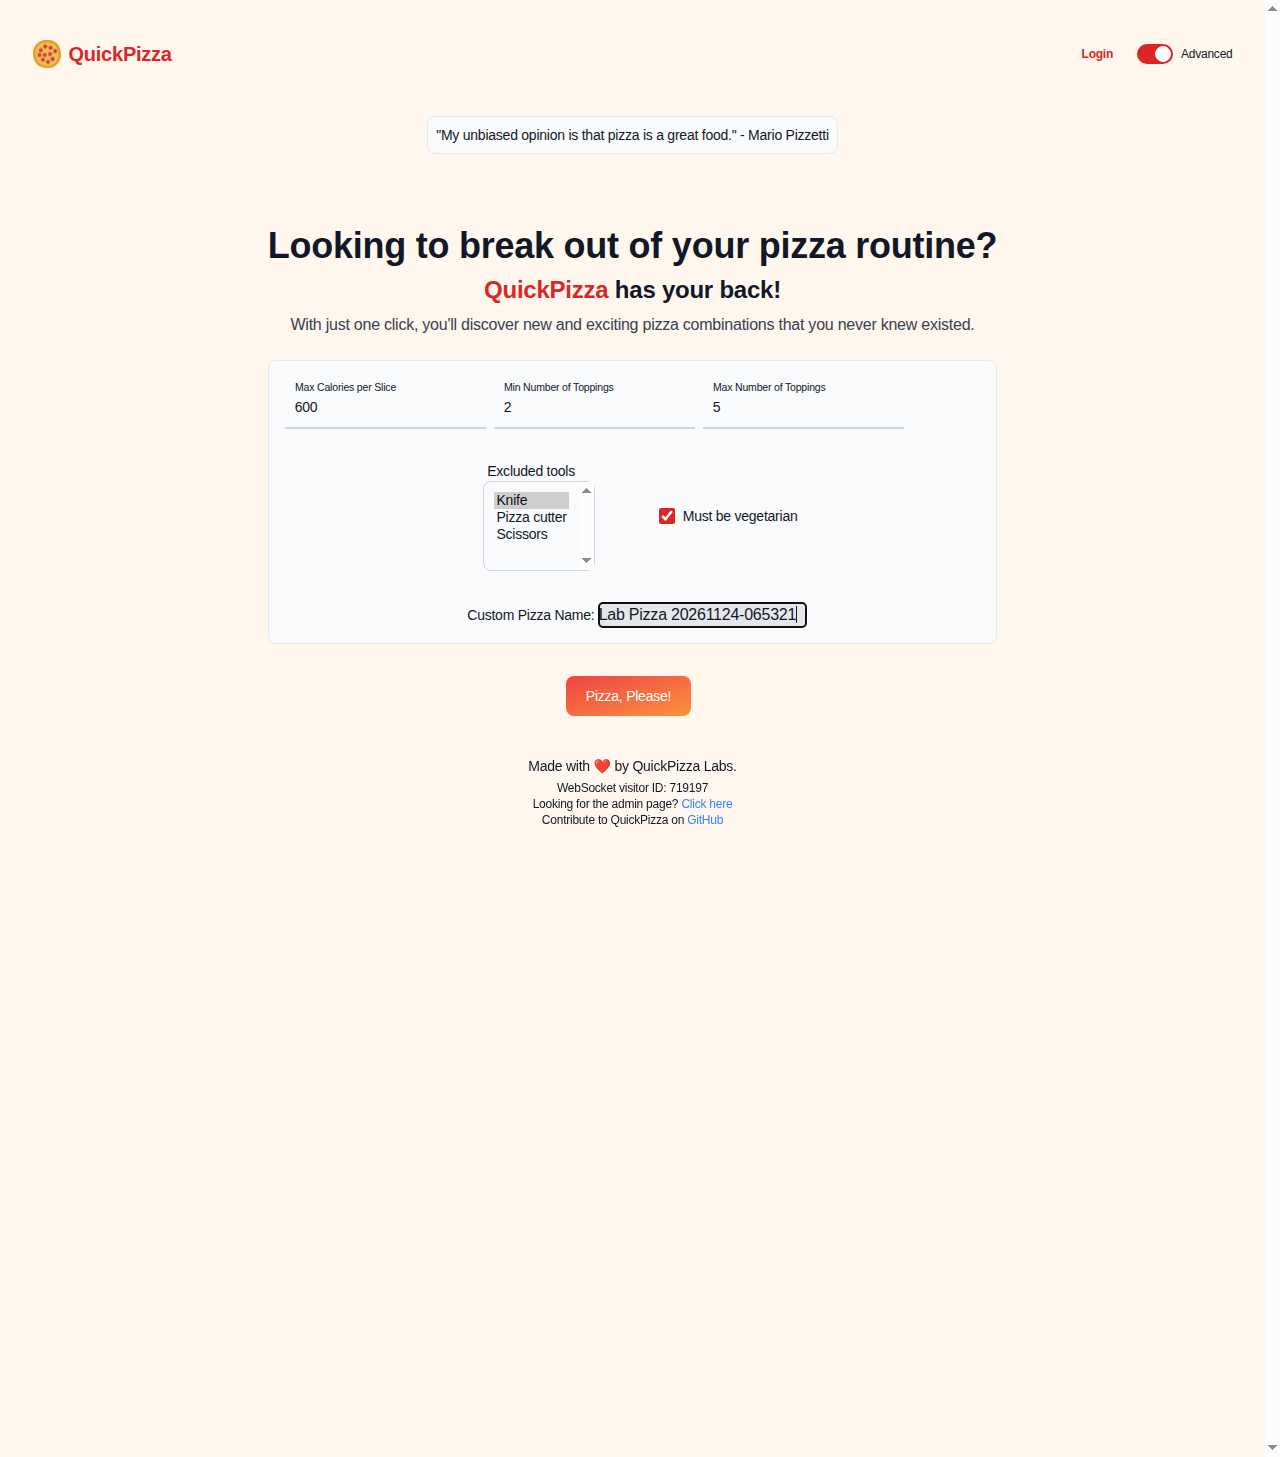 QuickPizza
Login
Advanced
"My unbiased opinion is that pizza is a great food." - Mario Pizzetti
Looking to break out of your pizza routine?
QuickPizza has your back!
With just one click, you'll discover new and exciting pizza combinations that you never knew existed.
Max Calories per Slice
600
Min Number of Toppings
2
Max Number of Toppings
5
Excluded tools
Knife
Pizza cutter
Scissors
Must be vegetarian
Custom Pizza Name: Lab Pizza 20261124-065321
Pizza, Please!
Made with ❤️ by QuickPizza Labs.
WebSocket visitor ID: 719197
Looking for the admin page? Click here
Contribute to QuickPizza on GitHub